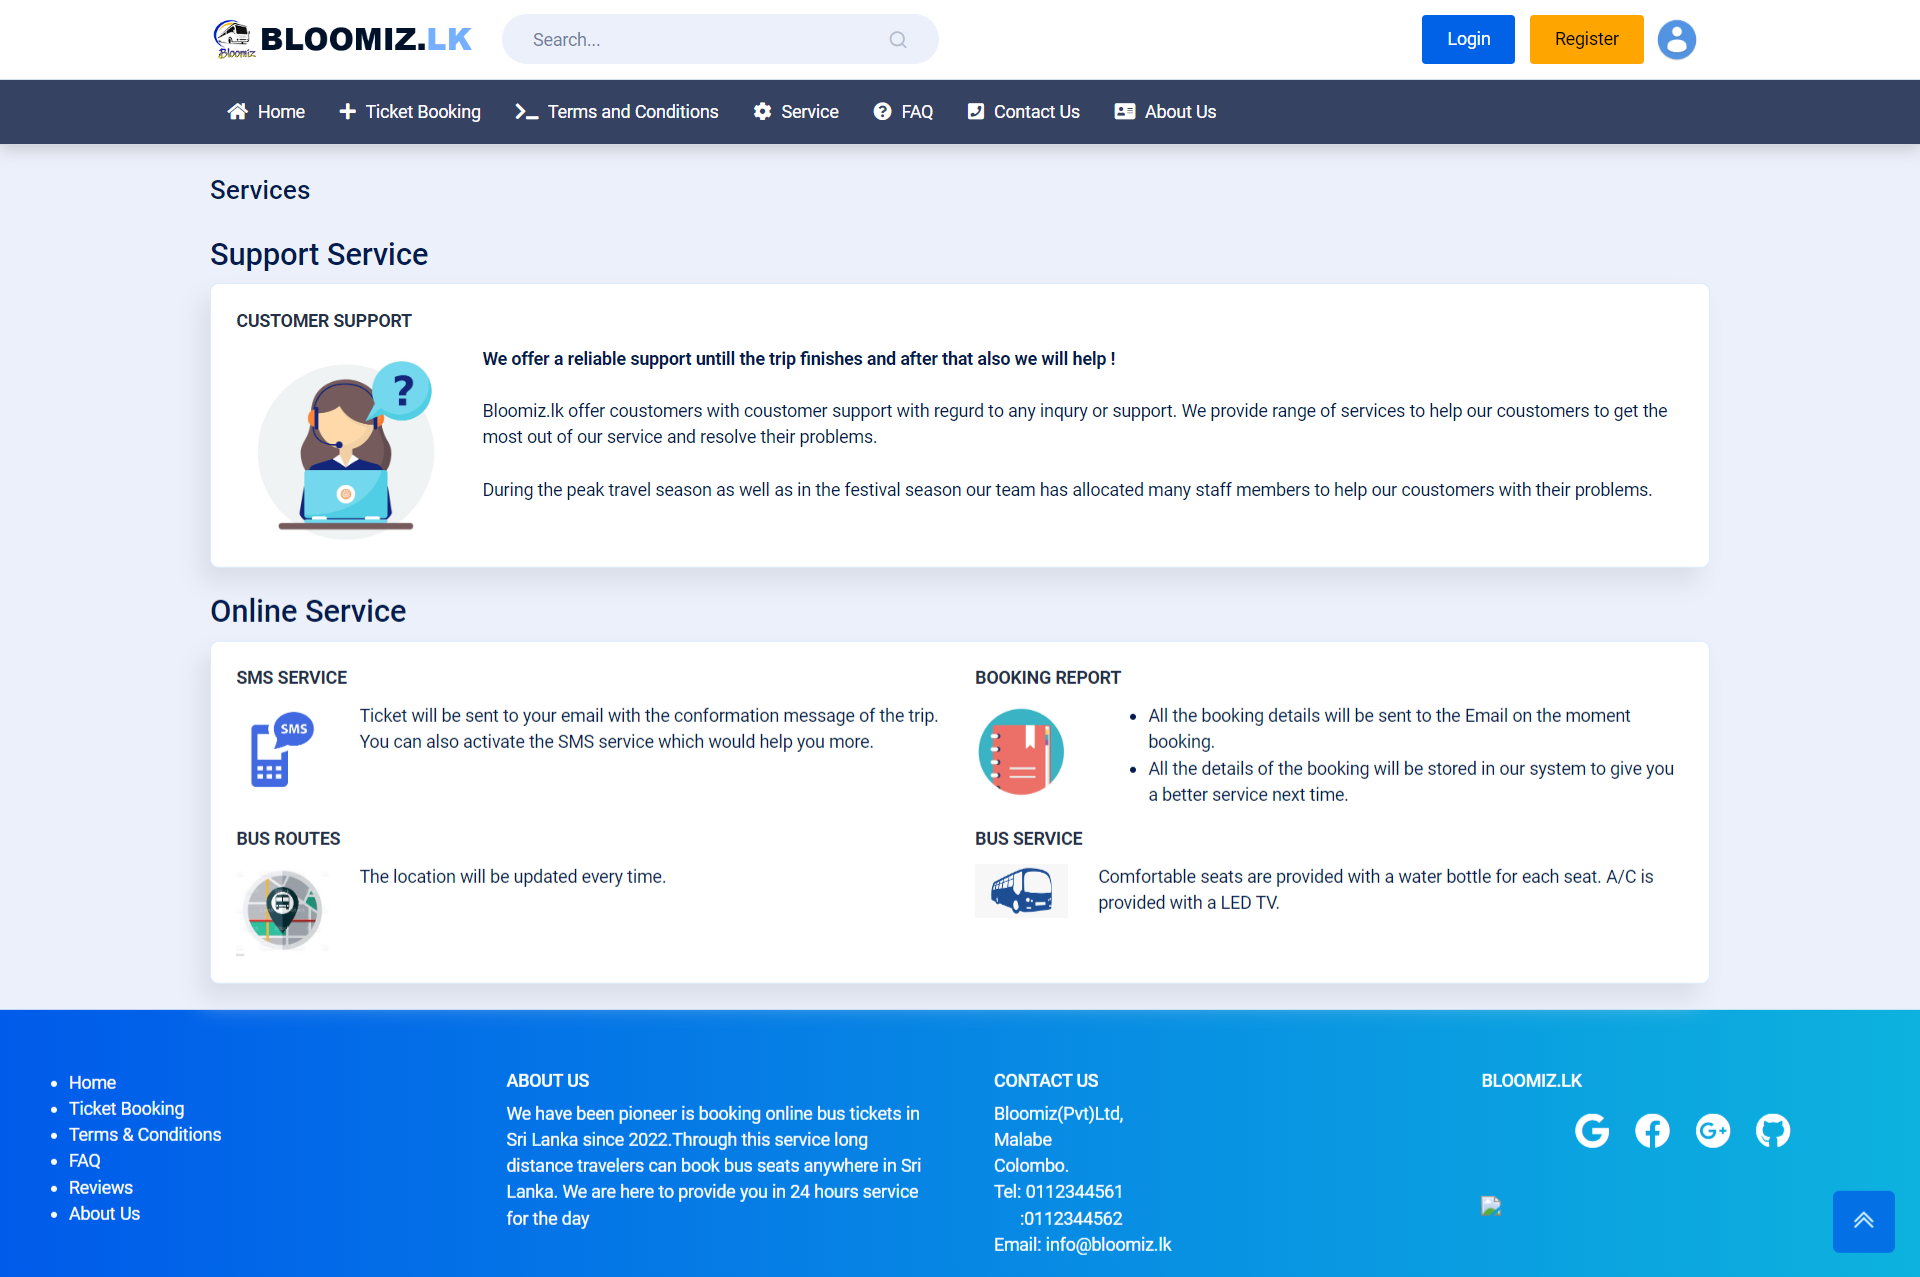 Bloomiz
BLOOMIZ.LK
Search...
Login
Register
Home
Ticket Booking
Terms and Conditions
Service
FAQ
Contact Us
About Us
Services
Support Service
CUSTOMER SUPPORT
?
We offer a reliable support untill the trip finishes and after that also we will help !
Bloomiz.lk offer coustomers with coustomer support with regurd to any inqury or support. We provide range of services to help our coustomers to get the
most out of our service and resolve their problems.
During the peak travel season as well as in the festival season our team has allocated many staff members to help our coustomers with their problems.
Online Service
SMS SERVICE
SMS
Ticket will be sent to your email with the conformation message of the trip.
You can also activate the SMS service which would help you more.
BOOKING REPORT
All the booking details will be sent to the Email on the moment
booking.
All the details of the booking will be stored in our system to give you
a better service next time.
BUS ROUTES
The location will be updated every time.
BUS SERVICE
Comfortable seats are provided with a water bottle for each seat. A/C is
provided with a LED TV.
Home
Ticket Booking
Terms & Conditions
FAQ
Reviews
About Us
ABOUT US
We have been pioneer is booking online bus tickets in
Sri Lanka since 2022.Through this service long
distance travelers can book bus seats anywhere in Sri
Lanka. We are here to provide you in 24 hours service
for the day
CONTACT US
Bloomiz(Pvt)Ltd,
Malabe
Colombo.
Tel: 0112344561
:0112344562
Email: info@bloomiz.lk
BLOOMIZ.LK